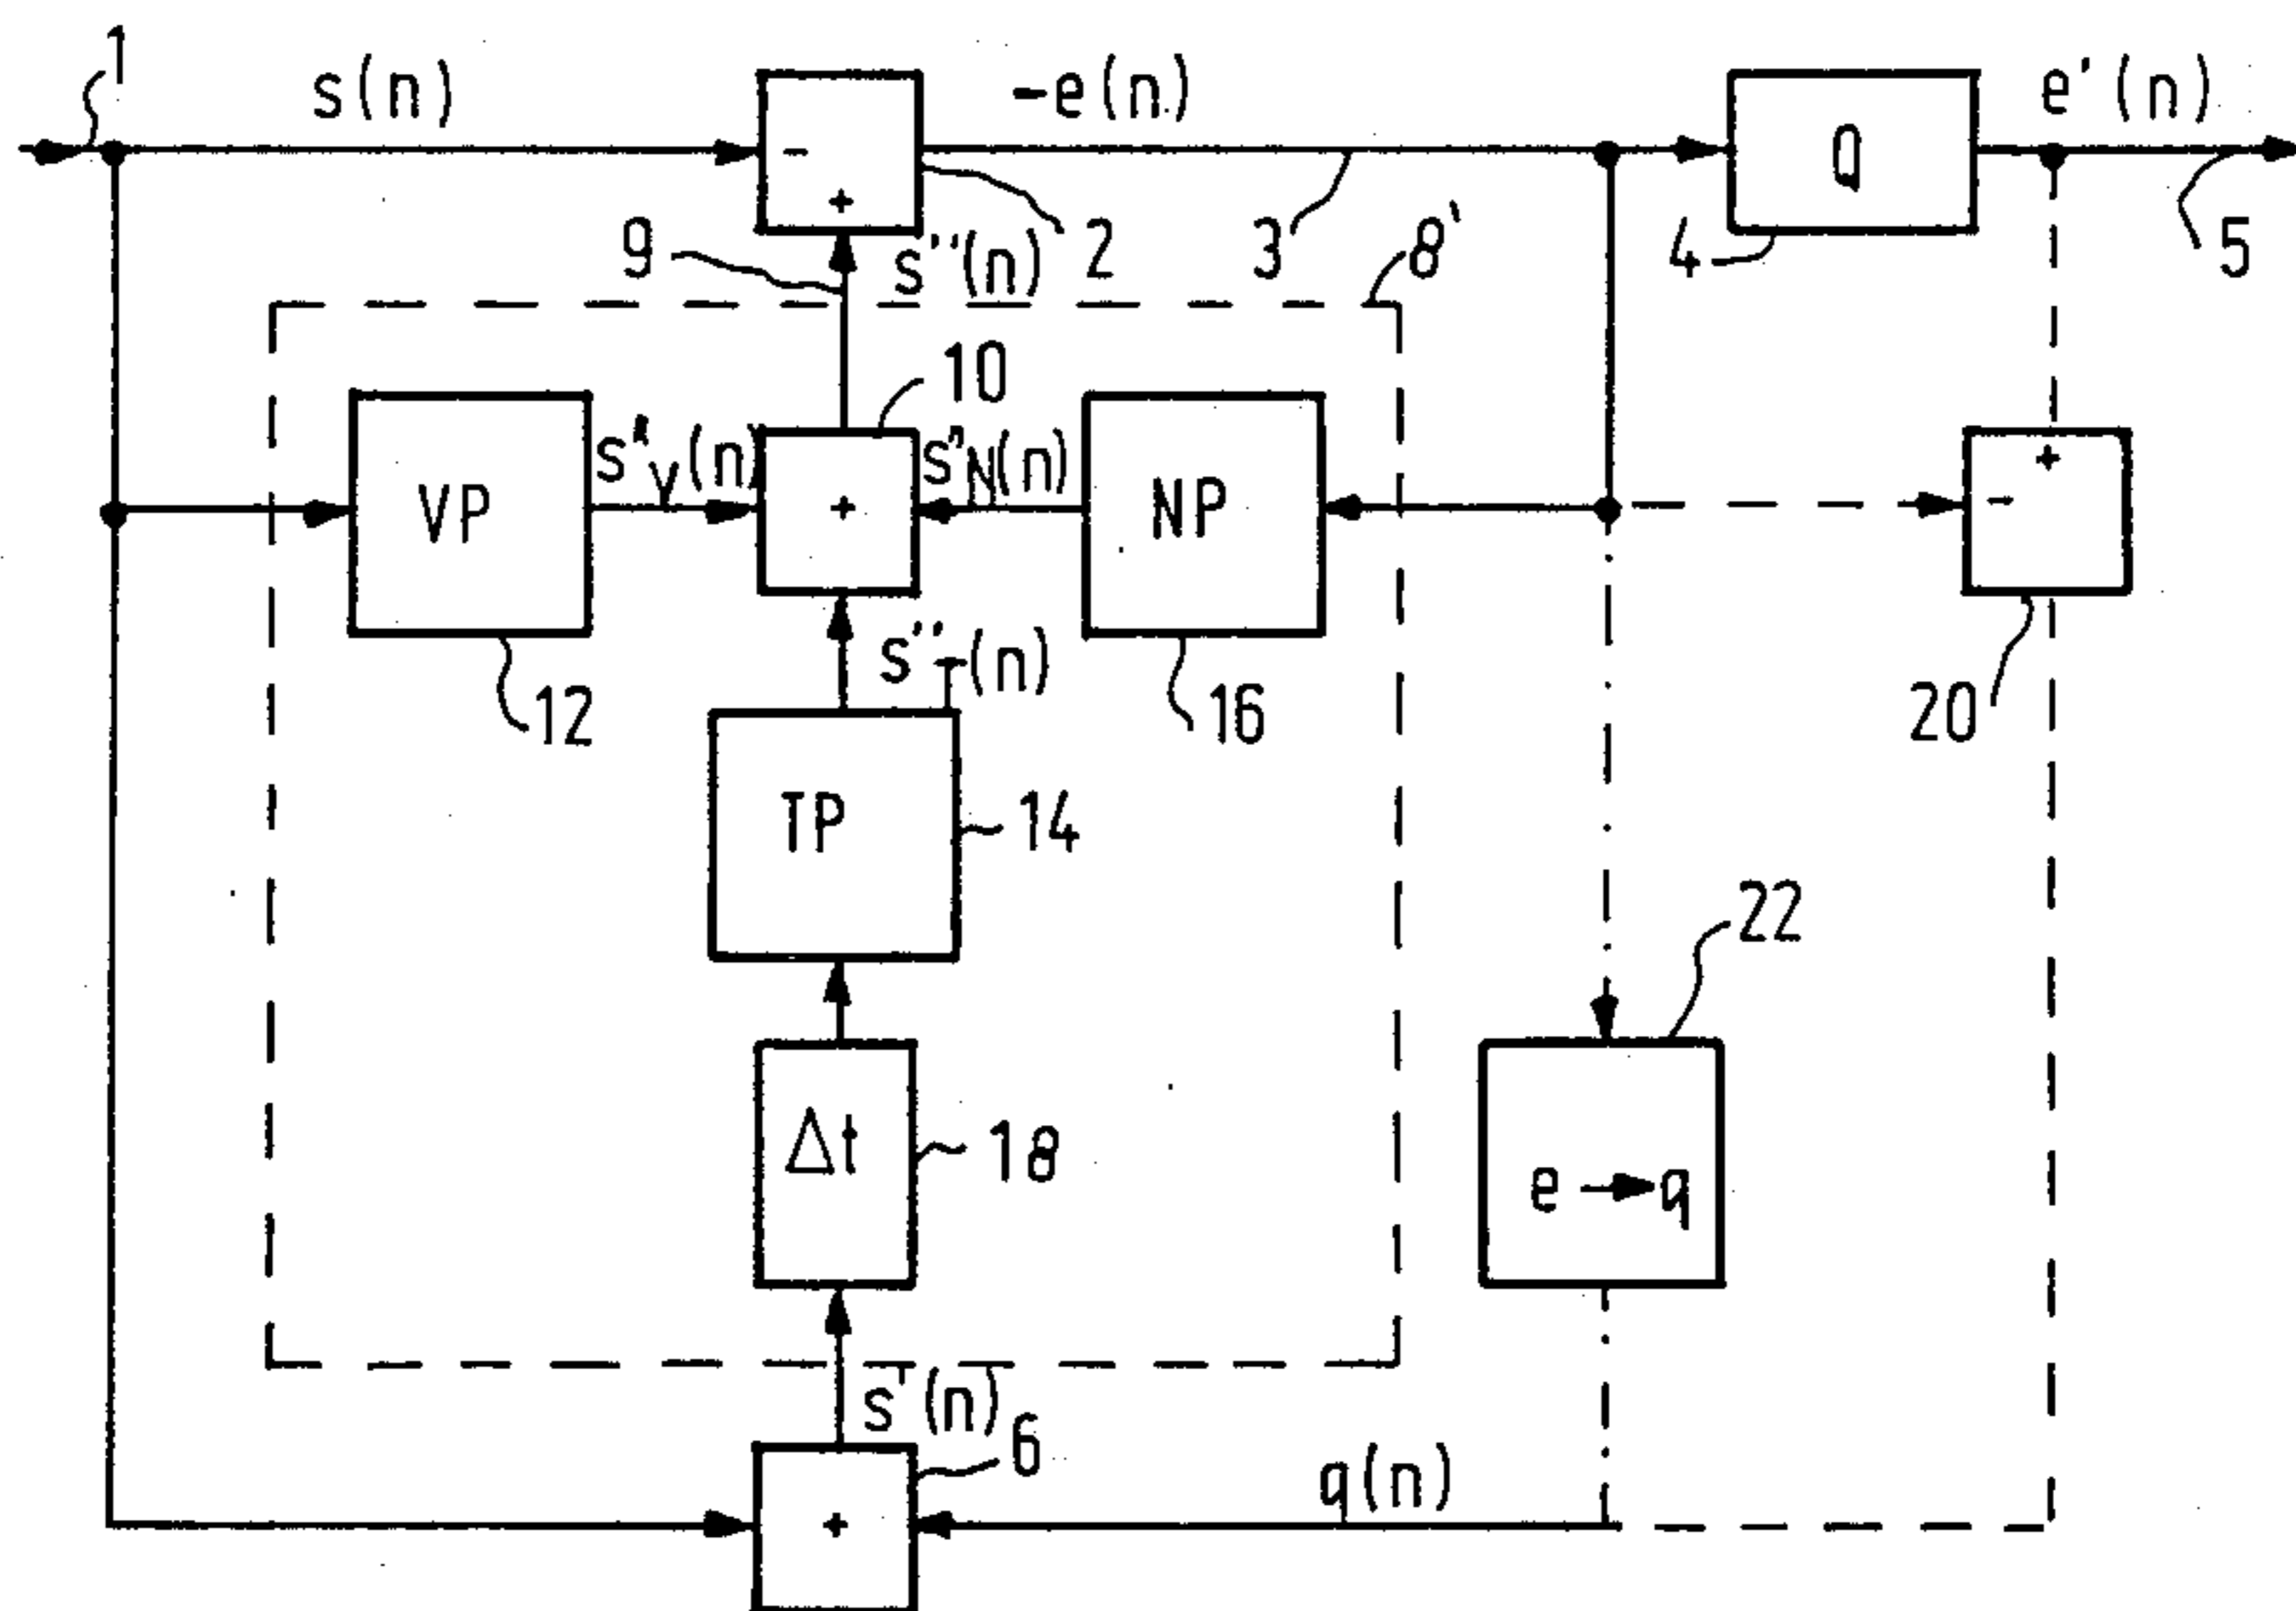 1
s(n)
-
+
-e(n)
Q
e'(n)
9
s''(n)
2
3
8'
4
5
10
VP
s''V(n)
+
s''N(n)
NP
+
-
12
s''T(n)
16
20
TP
14
22
Δt
18
e → q
s'(n)
6
+
q(n)